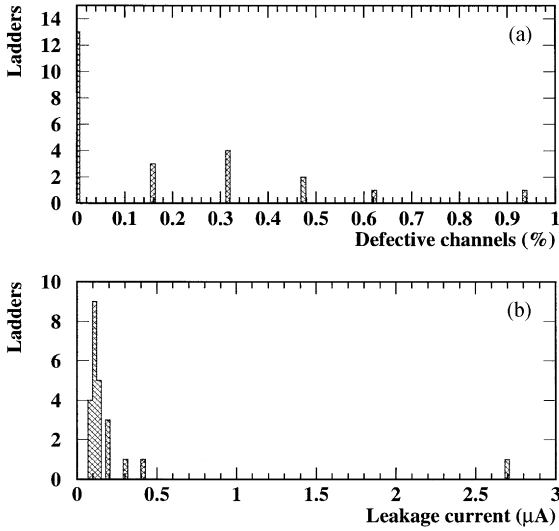 Ladders
14
12
10
8
6
4
2
0
(a)
0 0.1 0.2 0.3 0.4 0.5 0.6 0.7 0.8 0.9 1
Defective channels (%)
Ladders
10
8
6
4
2
0
(b)
0 0.5 1 1.5 2 2.5 3
Leakage current (μA)